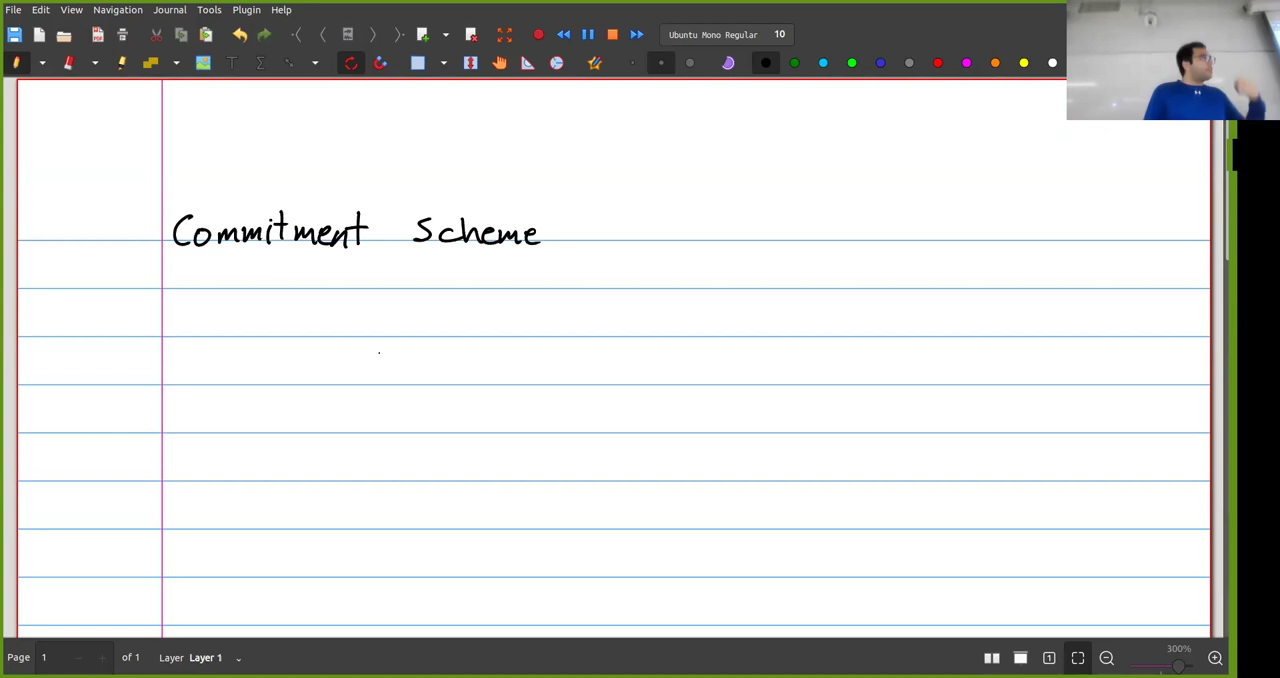 File Edit View Navigation Journal Tools Plugin Help
Ubuntu Mono Regular 10
Commitment Scheme
Page 1 of 1 Layer Layer 1 300%